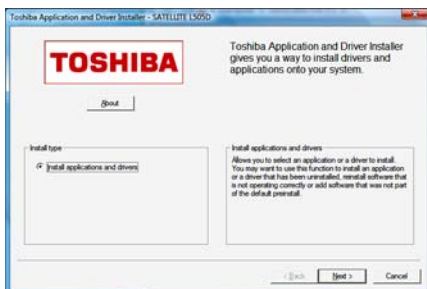 Toshiba Application and Driver Installer - SATELLITE L505D
TOSHIBA
Toshiba Application and Driver Installer
gives you a way to install drivers and
applications onto your system.
About
Install type
Install applications and drivers
Install applications and drivers
Allows you to select an application or a driver to install.
You may want to use this function to install an application
or a driver that has been uninstalled, reinstall software that
is not operating correctly or add software that was not part
of the default preinstall.
< Back
Next >
Cancel